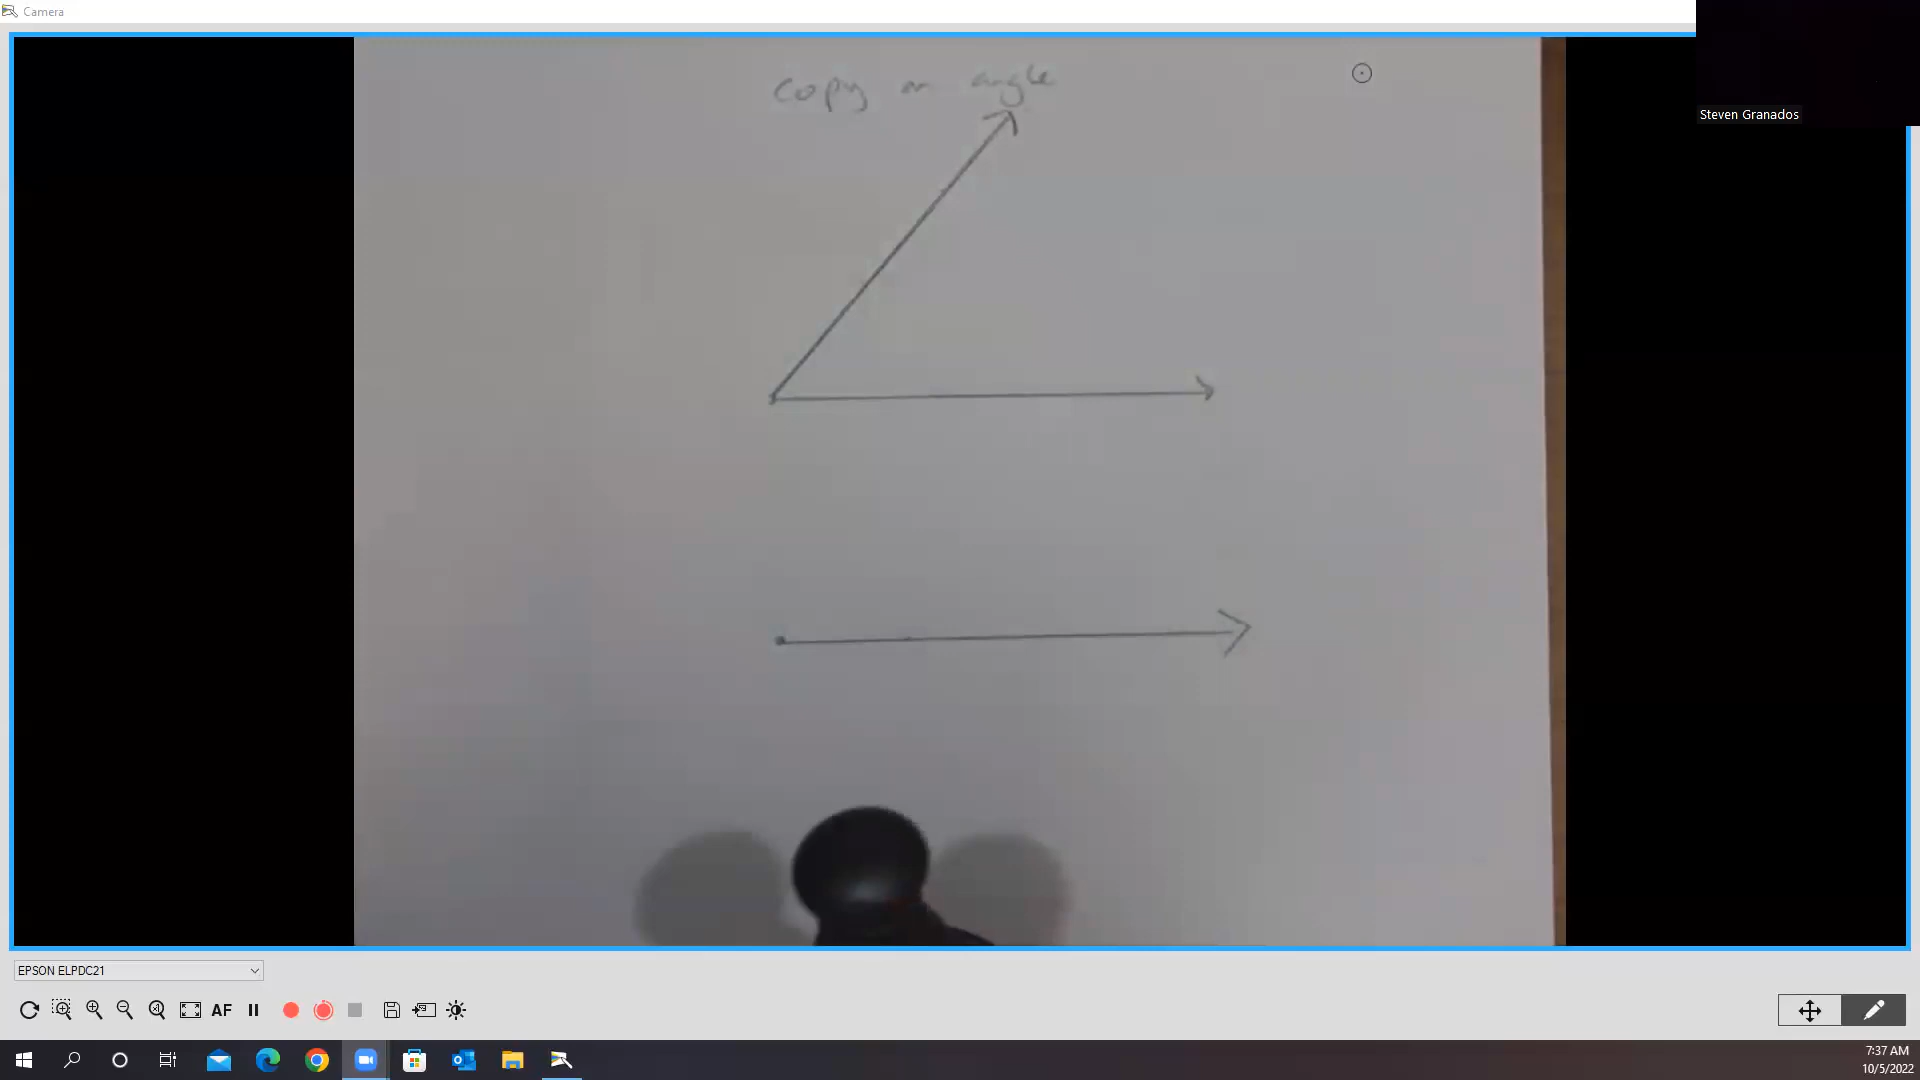 Camera
Copy an angle
Steven Granados
EPSON ELPDC21
AF
7:37 AM
10/5/2022